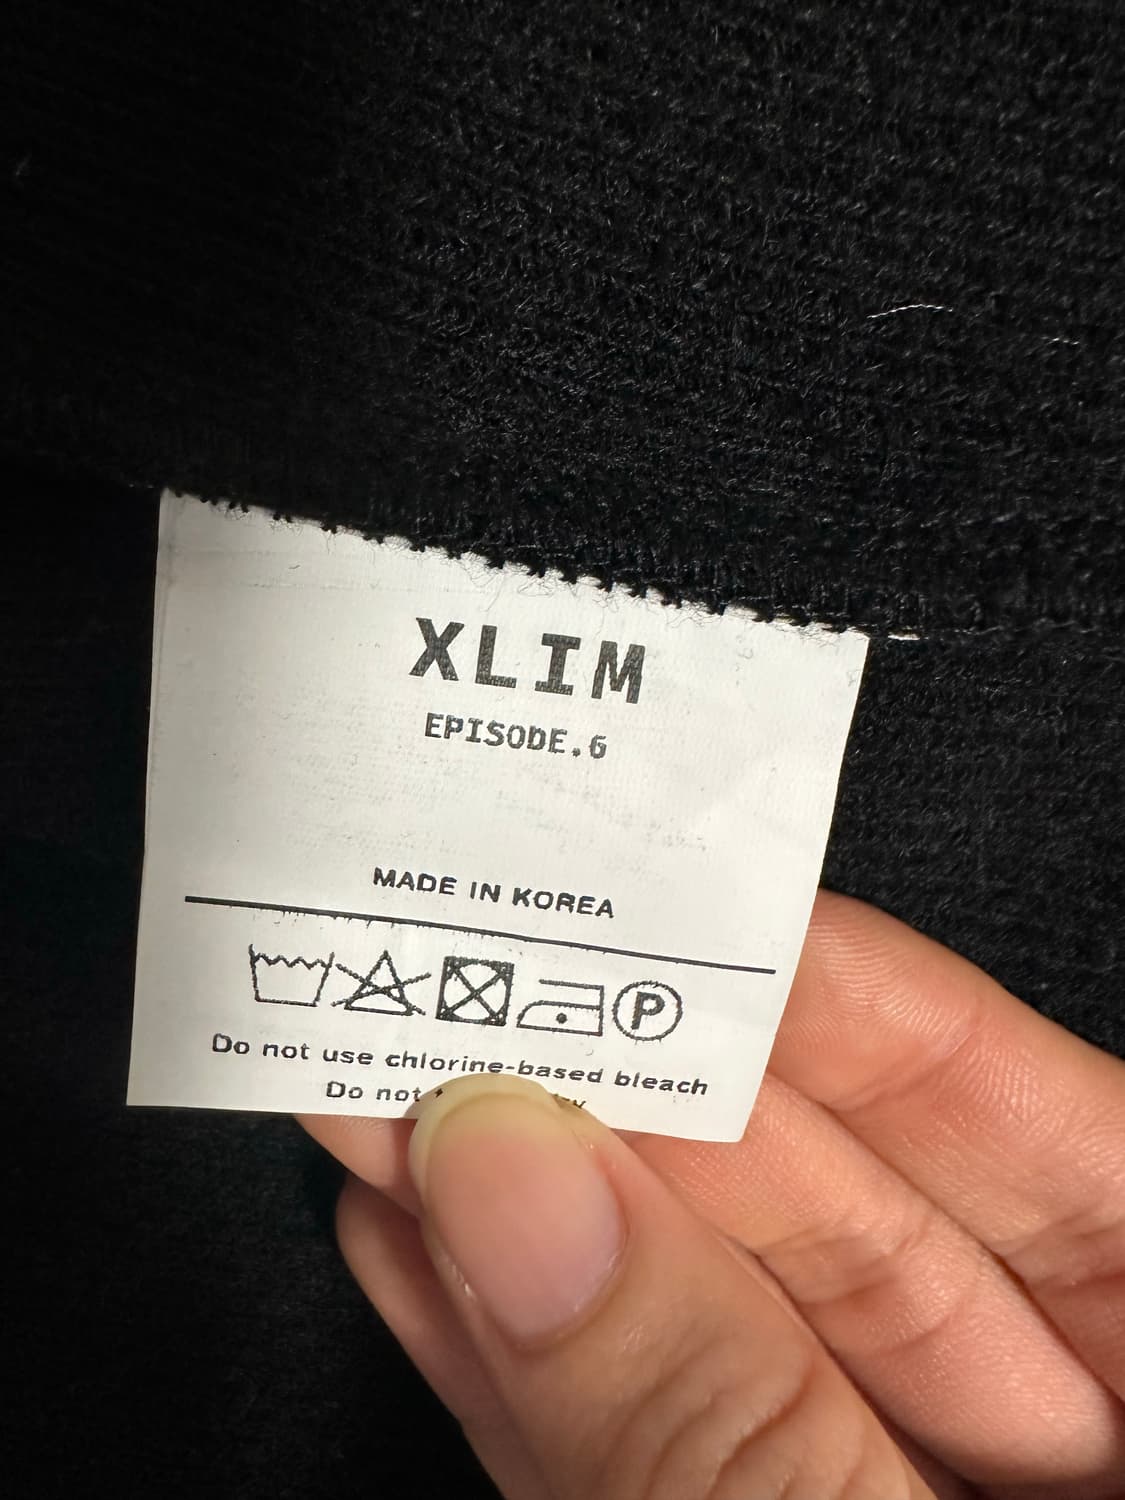 XLIM
EPISODE.6
MADE IN KOREA
P
Do not use chlorine-based bleach
Do not